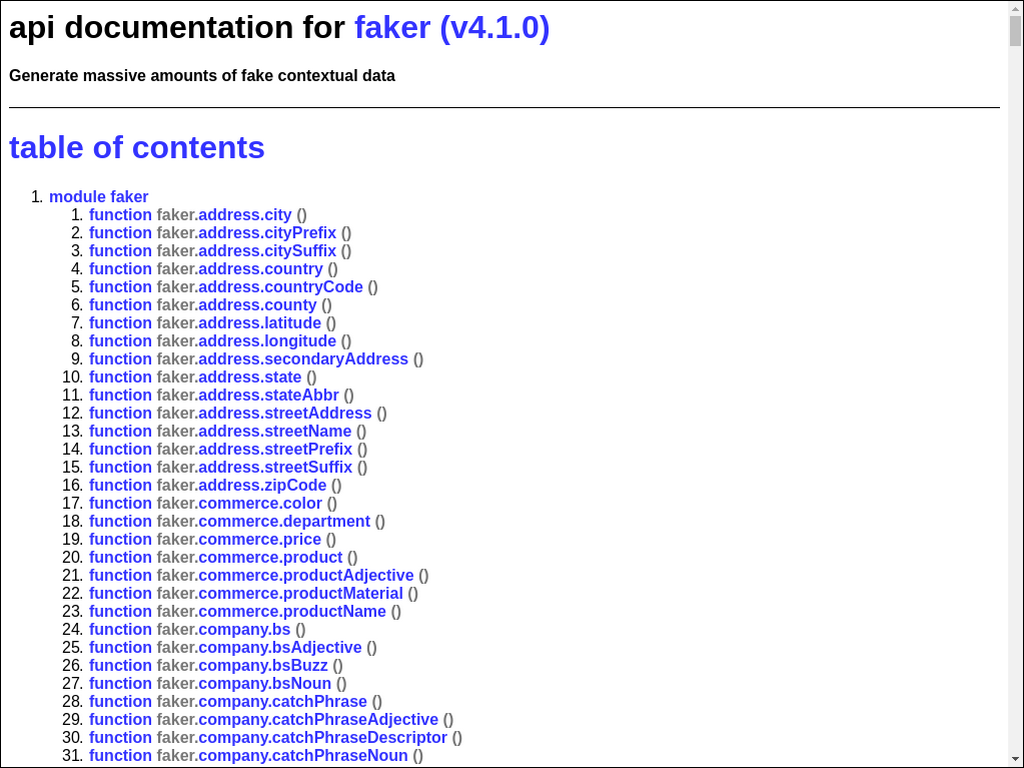 api documentation for faker (v4.1.0)
Generate massive amounts of fake contextual data
table of contents
1. module faker
1. function faker.address.city ()
2. function faker.address.cityPrefix ()
3. function faker.address.citySuffix ()
4. function faker.address.country ()
5. function faker.address.countryCode ()
6. function faker.address.county ()
7. function faker.address.latitude ()
8. function faker.address.longitude ()
9. function faker.address.secondaryAddress ()
10. function faker.address.state ()
11. function faker.address.stateAbbr ()
12. function faker.address.streetAddress ()
13. function faker.address.streetName ()
14. function faker.address.streetPrefix ()
15. function faker.address.streetSuffix ()
16. function faker.address.zipCode ()
17. function faker.commerce.color ()
18. function faker.commerce.department ()
19. function faker.commerce.price ()
20. function faker.commerce.product ()
21. function faker.commerce.productAdjective ()
22. function faker.commerce.productMaterial ()
23. function faker.commerce.productName ()
24. function faker.company.bs ()
25. function faker.company.bsAdjective ()
26. function faker.company.bsBuzz ()
27. function faker.company.bsNoun ()
28. function faker.company.catchPhrase ()
29. function faker.company.catchPhraseAdjective ()
30. function faker.company.catchPhraseDescriptor ()
31. function faker.company.catchPhraseNoun ()